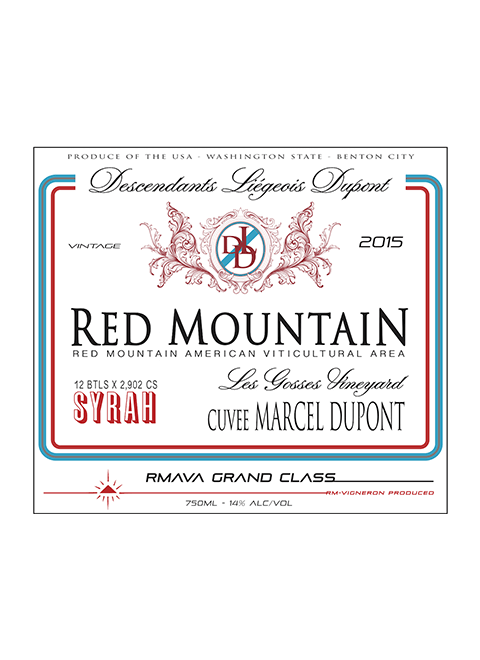 PRODUCE OF THE USA - WASHINGTON STATE - BENTON CITY
Descendants Liégeois Dupont
VINTAGE
2015
DLD
RED MOUNTAIN
RED MOUNTAIN AMERICAN VITICULTURAL AREA
12 BTLS X 2,902 CS
Les Gosses Vineyard
SYRAH
CUVEE MARCEL DUPONT
RMAVA GRAND CLASS
RM-VIGNERON PRODUCED
750ML - 14% ALC/VOL